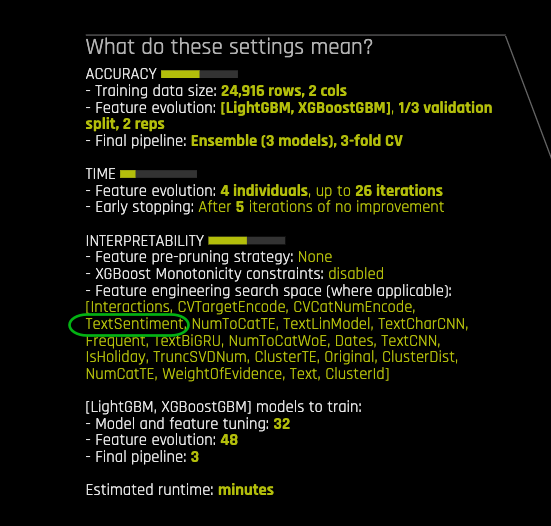 What do these settings mean?
ACCURACY
- Training data size: 24,916 rows, 2 cols
- Feature evolution: [LightGBM, XGBoostGBM], 1/3 validation
split, 2 reps
- Final pipeline: Ensemble (3 models), 3-fold CV
TIME
- Feature evolution: 4 individuals, up to 26 iterations
- Early stopping: After 5 iterations of no improvement
INTERPRETABILITY
- Feature pre-pruning strategy: None
- XGBoost Monotonicity constraints: disabled
- Feature engineering search space (where applicable):
[Interactions, CVTargetEncode, CVCatNumEncode,
TextSentiment, NumToCatTE, TextLinModel, TextCharCNN,
Frequent, TextBiGRU, NumToCatWoE, Dates, TextCNN,
IsHoliday, TruncSVDNum, ClusterTE, Original, ClusterDist,
NumCatTE, WeightOfEvidence, Text, ClusterId]
[LightGBM, XGBoostGBM] models to train:
- Model and feature tuning: 32
- Feature evolution: 48
- Final pipeline: 3
Estimated runtime: minutes